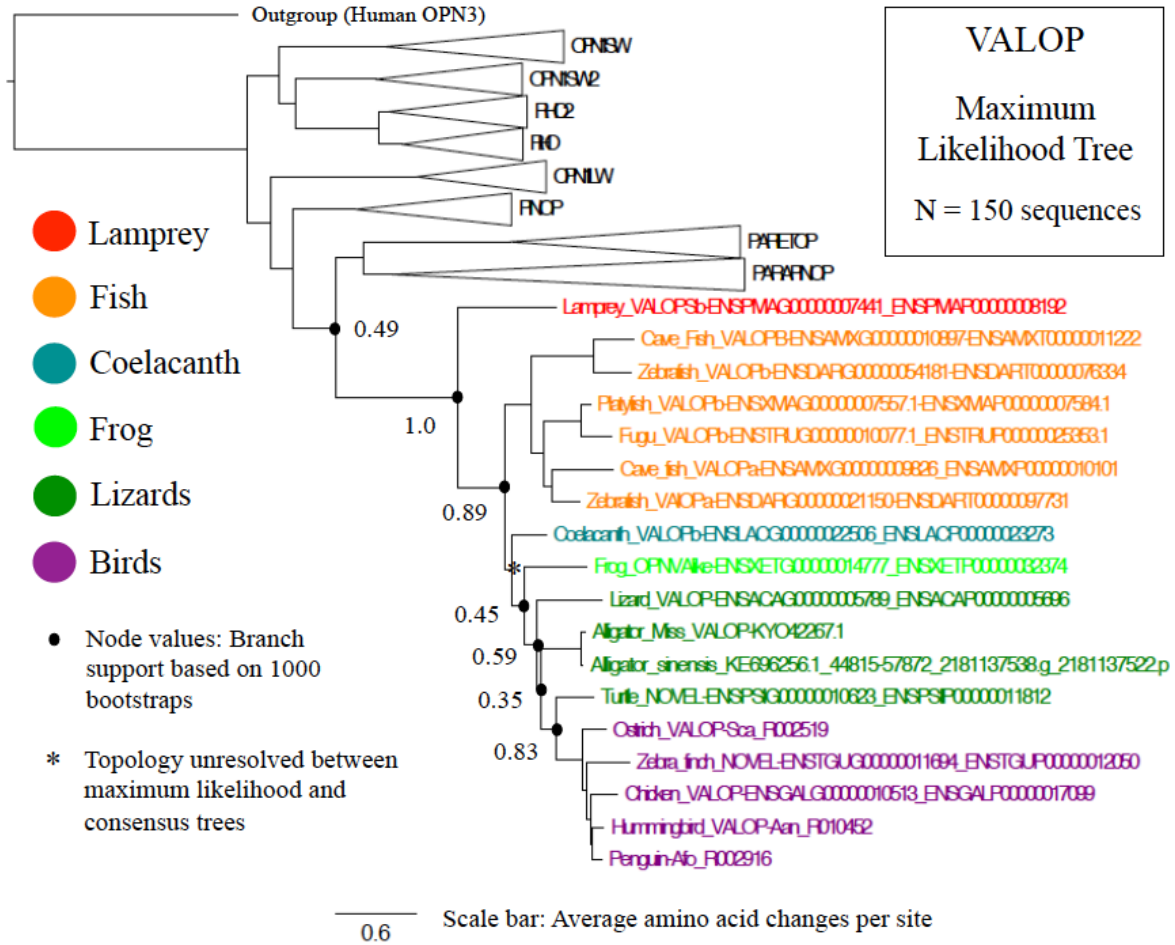 Outgroup (Human OPN3)
OPN1SW
OPN1SW2
RHO2
RHO
OPN1LW
PINOP
PARIETOP
PARAPINOP
VALOP
Maximum
Likelihood Tree
N = 150 sequences
Lamprey
Fish
Coelacanth
Frog
Lizards
Birds
0.49
1.0
0.89
0.45
0.59
0.35
0.83
Lamprey_VALOPSb-ENSPMAG00000007441_ENSPMAP00000008192
Cave_Fish_VALOPB-ENSAMXG00000010897-ENSAMXT00000011222
Zebrafish_VALOPb-ENSDARG00000054181-ENSDART00000076334
Platyfish_VALOPb-ENSXMAG00000007557.1-ENSXMAP00000007584.1
Fugu_VALOPb-ENSTRUG00000010077.1_ENSTRUP00000025353.1
Cave_fish_VALOPa-ENSAMXG00000009826_ENSAMXP00000010101
Zebrafish_VAlOPa-ENSDARG00000021150-ENSDART00000097731
Coelacanth_VALOPb-ENSLACG00000022506_ENSLACP00000023273
*
Frog_OPNVAlike-ENSXETG00000014777_ENSXETP00000032374
Lizard_VALOP-ENSACAG00000005789_ENSACAP00000005696
Alligator_Miss_VALOP-KYO42267.1
Alligator_sinensis_KE696256.1_44815-57872_2181137538.g_2181137522.p
Turtle_NOVEL-ENSPSIG00000010623_ENSPSIP00000011812
Ostrich_VALOP-Sca_R002519
Zebra_finch_NOVEL-ENSTGUG00000011694_ENSTGUP00000012050
Chicken_VALOP-ENSGALG00000010513_ENSGALP00000017099
Hummingbird_VALOP-Aan_R010452
Penguin-Afo_R002916
Node values: Branch
support based on 1000
bootstraps
* Topology unresolved between
maximum likelihood and
consensus trees
0.6
Scale bar: Average amino acid changes per site